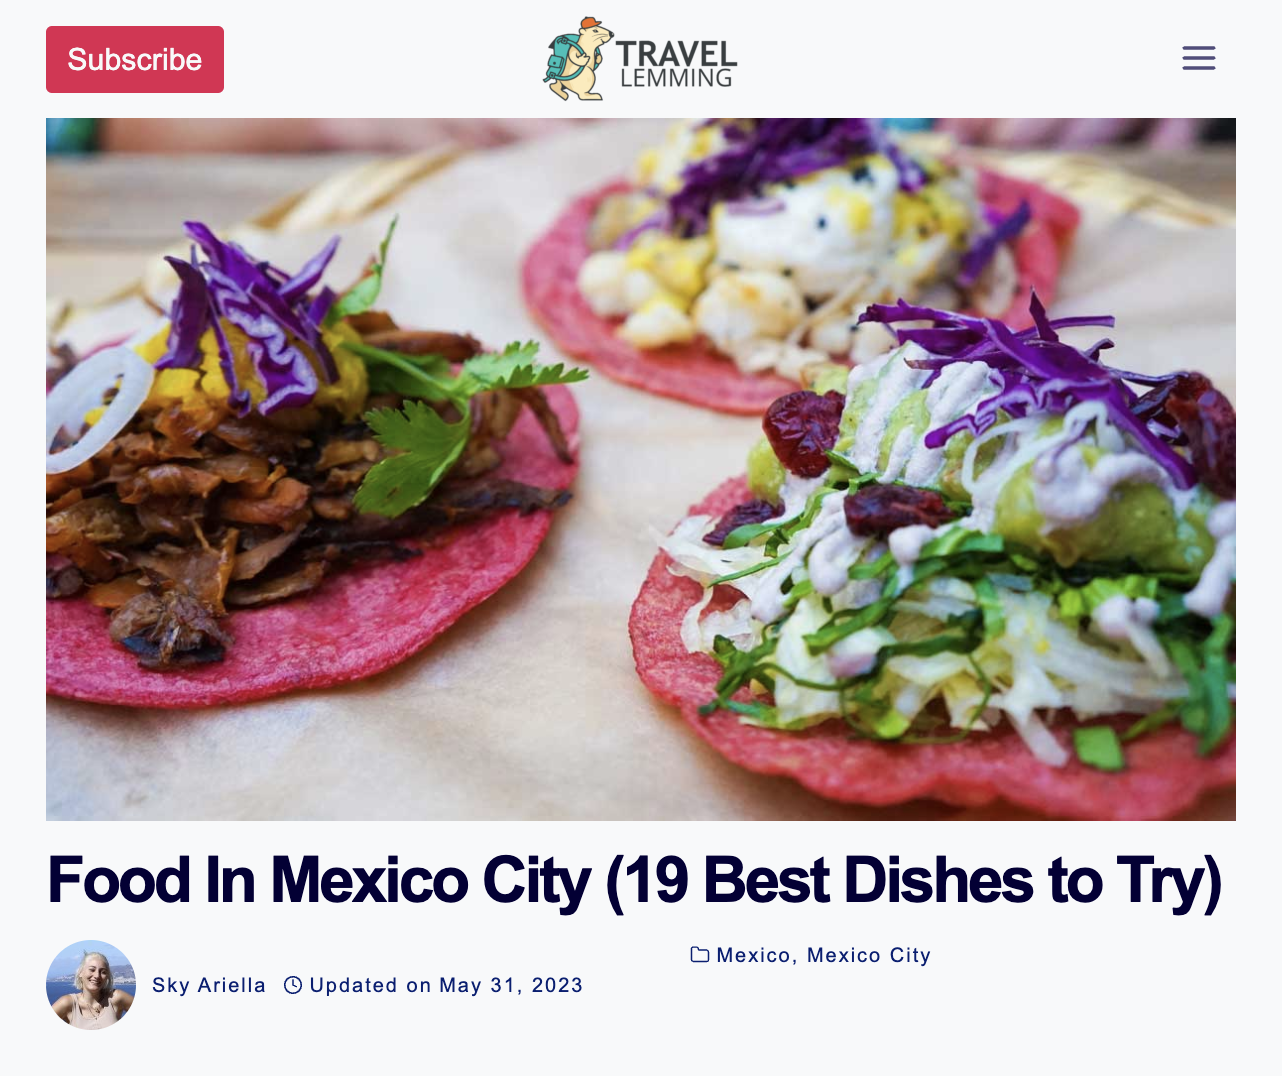 Subscribe
TRAVEL
LEMMING
Food In Mexico City (19 Best Dishes to Try)
Mexico, Mexico City
Sky Ariella Updated on May 31, 2023